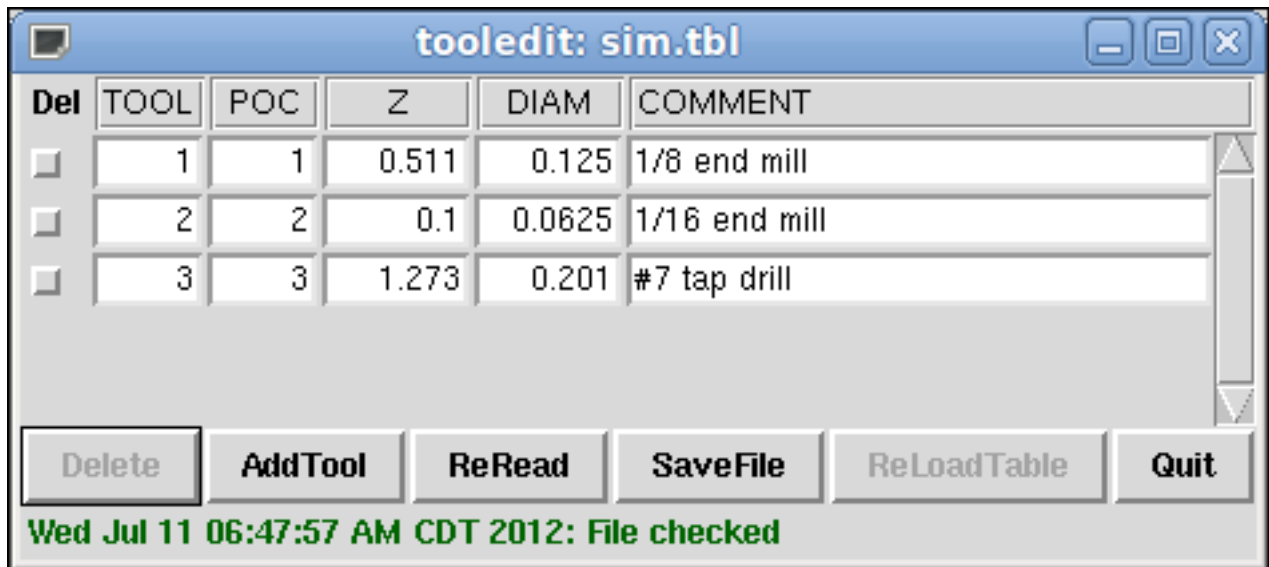 tooledit: sim.tbl
Del TOOL POC Z DIAM COMMENT
1 1 0.511 0.125 1/8 end mill
2 2 0.1 0.0625 1/16 end mill
3 3 1.273 0.201 #7 tap drill
Delete AddTool ReRead SaveFile ReLoadTable Quit
Wed Jul 11 06:47:57 AM CDT 2012: File checked